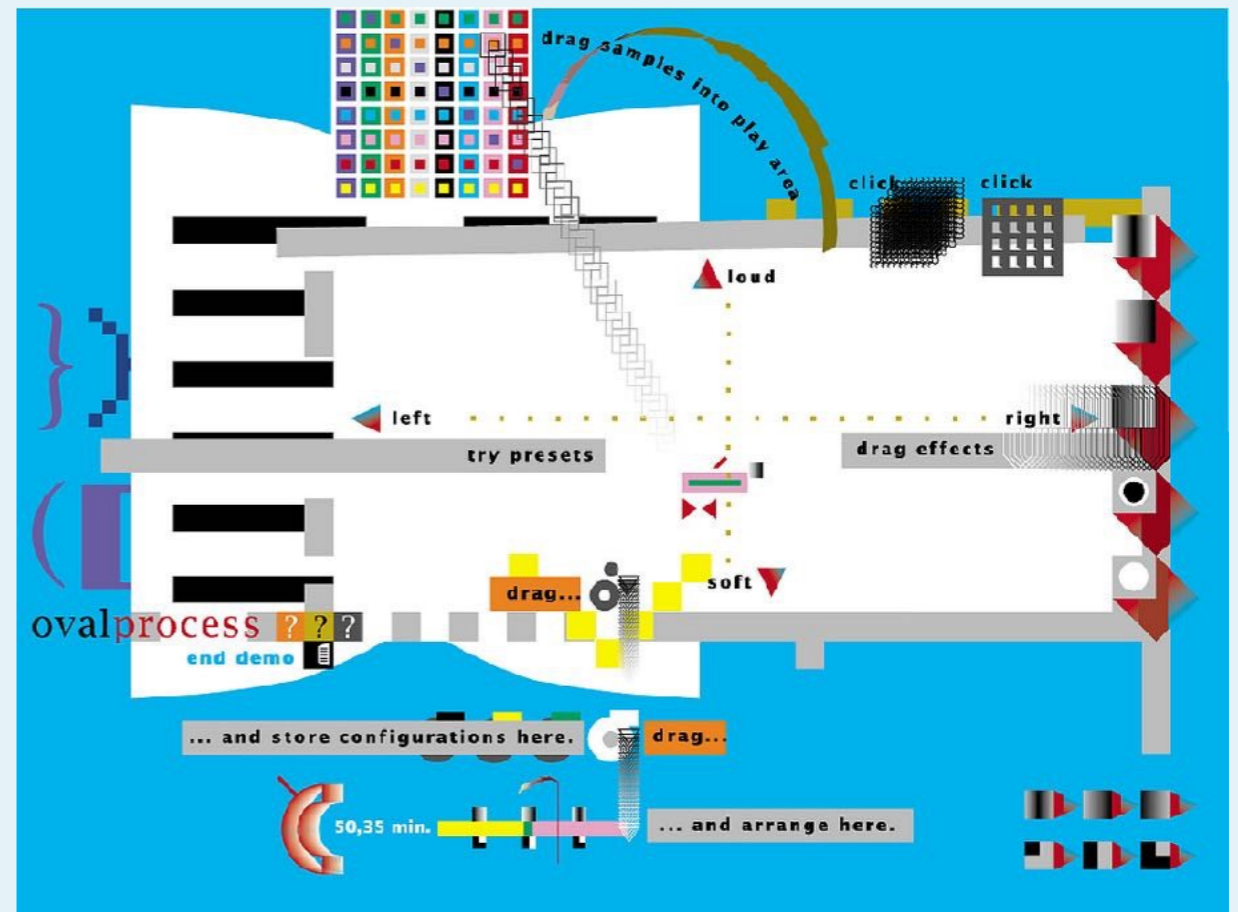 drag samples into play area
click
click
loud
left
right
try presets
drag effects
drag...
soft
ovalprocess ? ? ?
end demo
... and store configurations here.
drag...
50,35 min.
... and arrange here.